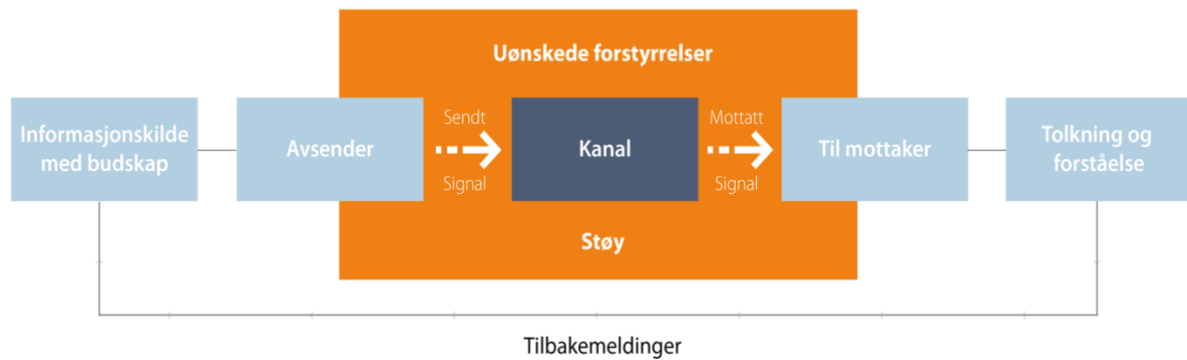 Uønskede forstyrrelser
Informasjonskilde
med budskap
Avsender
Sendt
Signal
Kanal
Mottatt
Signal
Til mottaker
Tolkning og
forståelse
Støy
Tilbakemeldinger